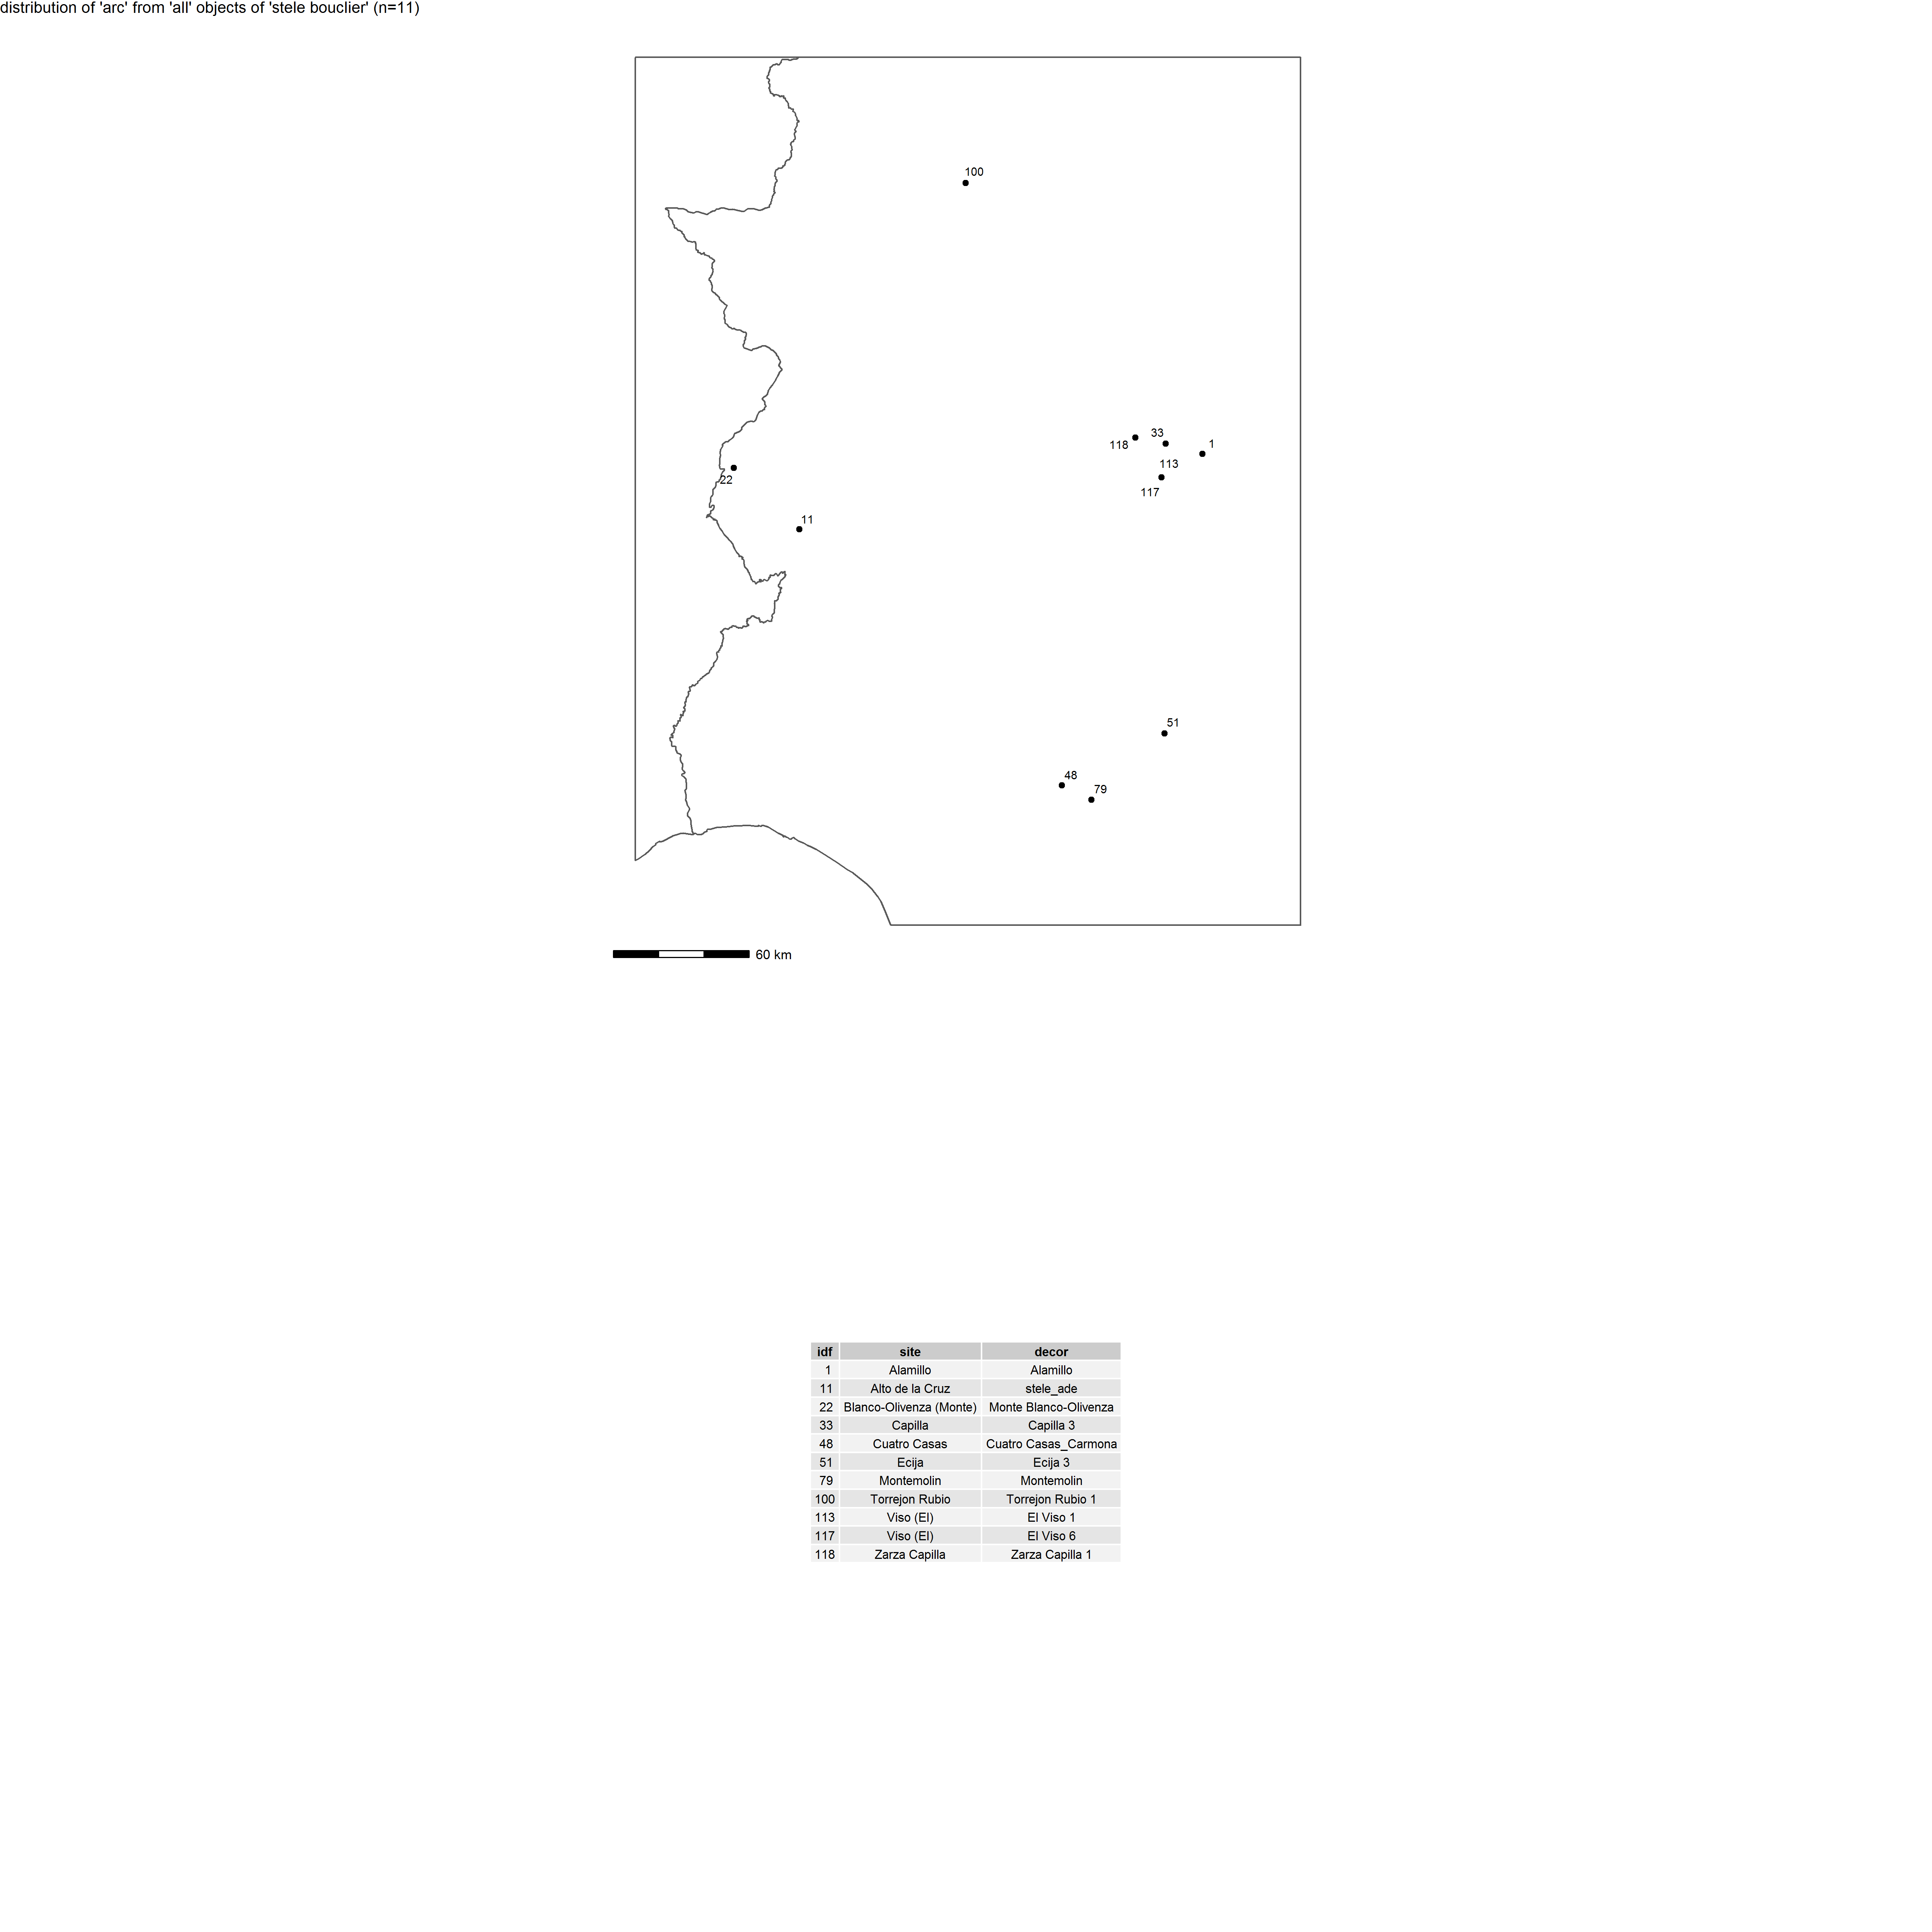 distribution of 'arc' from 'all' objects of 'stele bouclier' (n=11)
100
33
118
1
113
22
117
11
51
48
79
60 km
idf site decor
1 Alamillo Alamillo
11 Alto de la Cruz stele_ade
22 Blanco-Olivenza (Monte) Monte Blanco-Olivenza
33 Capilla Capilla 3
48 Cuatro Casas Cuatro Casas_Carmona
51 Ecija Ecija 3
79 Montemolin Montemolin
100 Torrejon Rubio Torrejon Rubio 1
113 Viso (El) El Viso 1
117 Viso (El) El Viso 6
118 Zarza Capilla Zarza Capilla 1